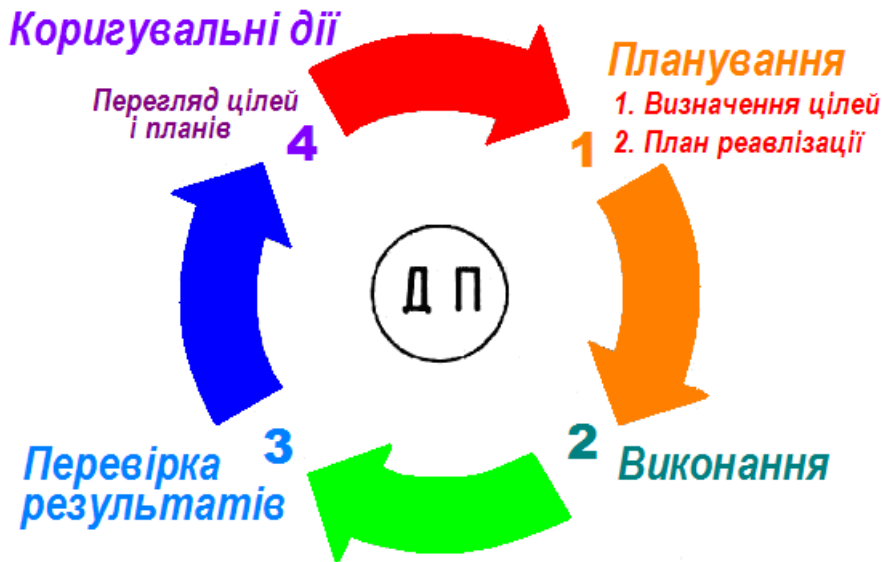 Коригувальні дії
Перегляд цілей
і планів
4
Планування
1. Визначення цілей
2. План реавлізації
1
Д П
2
Виконання
3
Перевірка
результатів